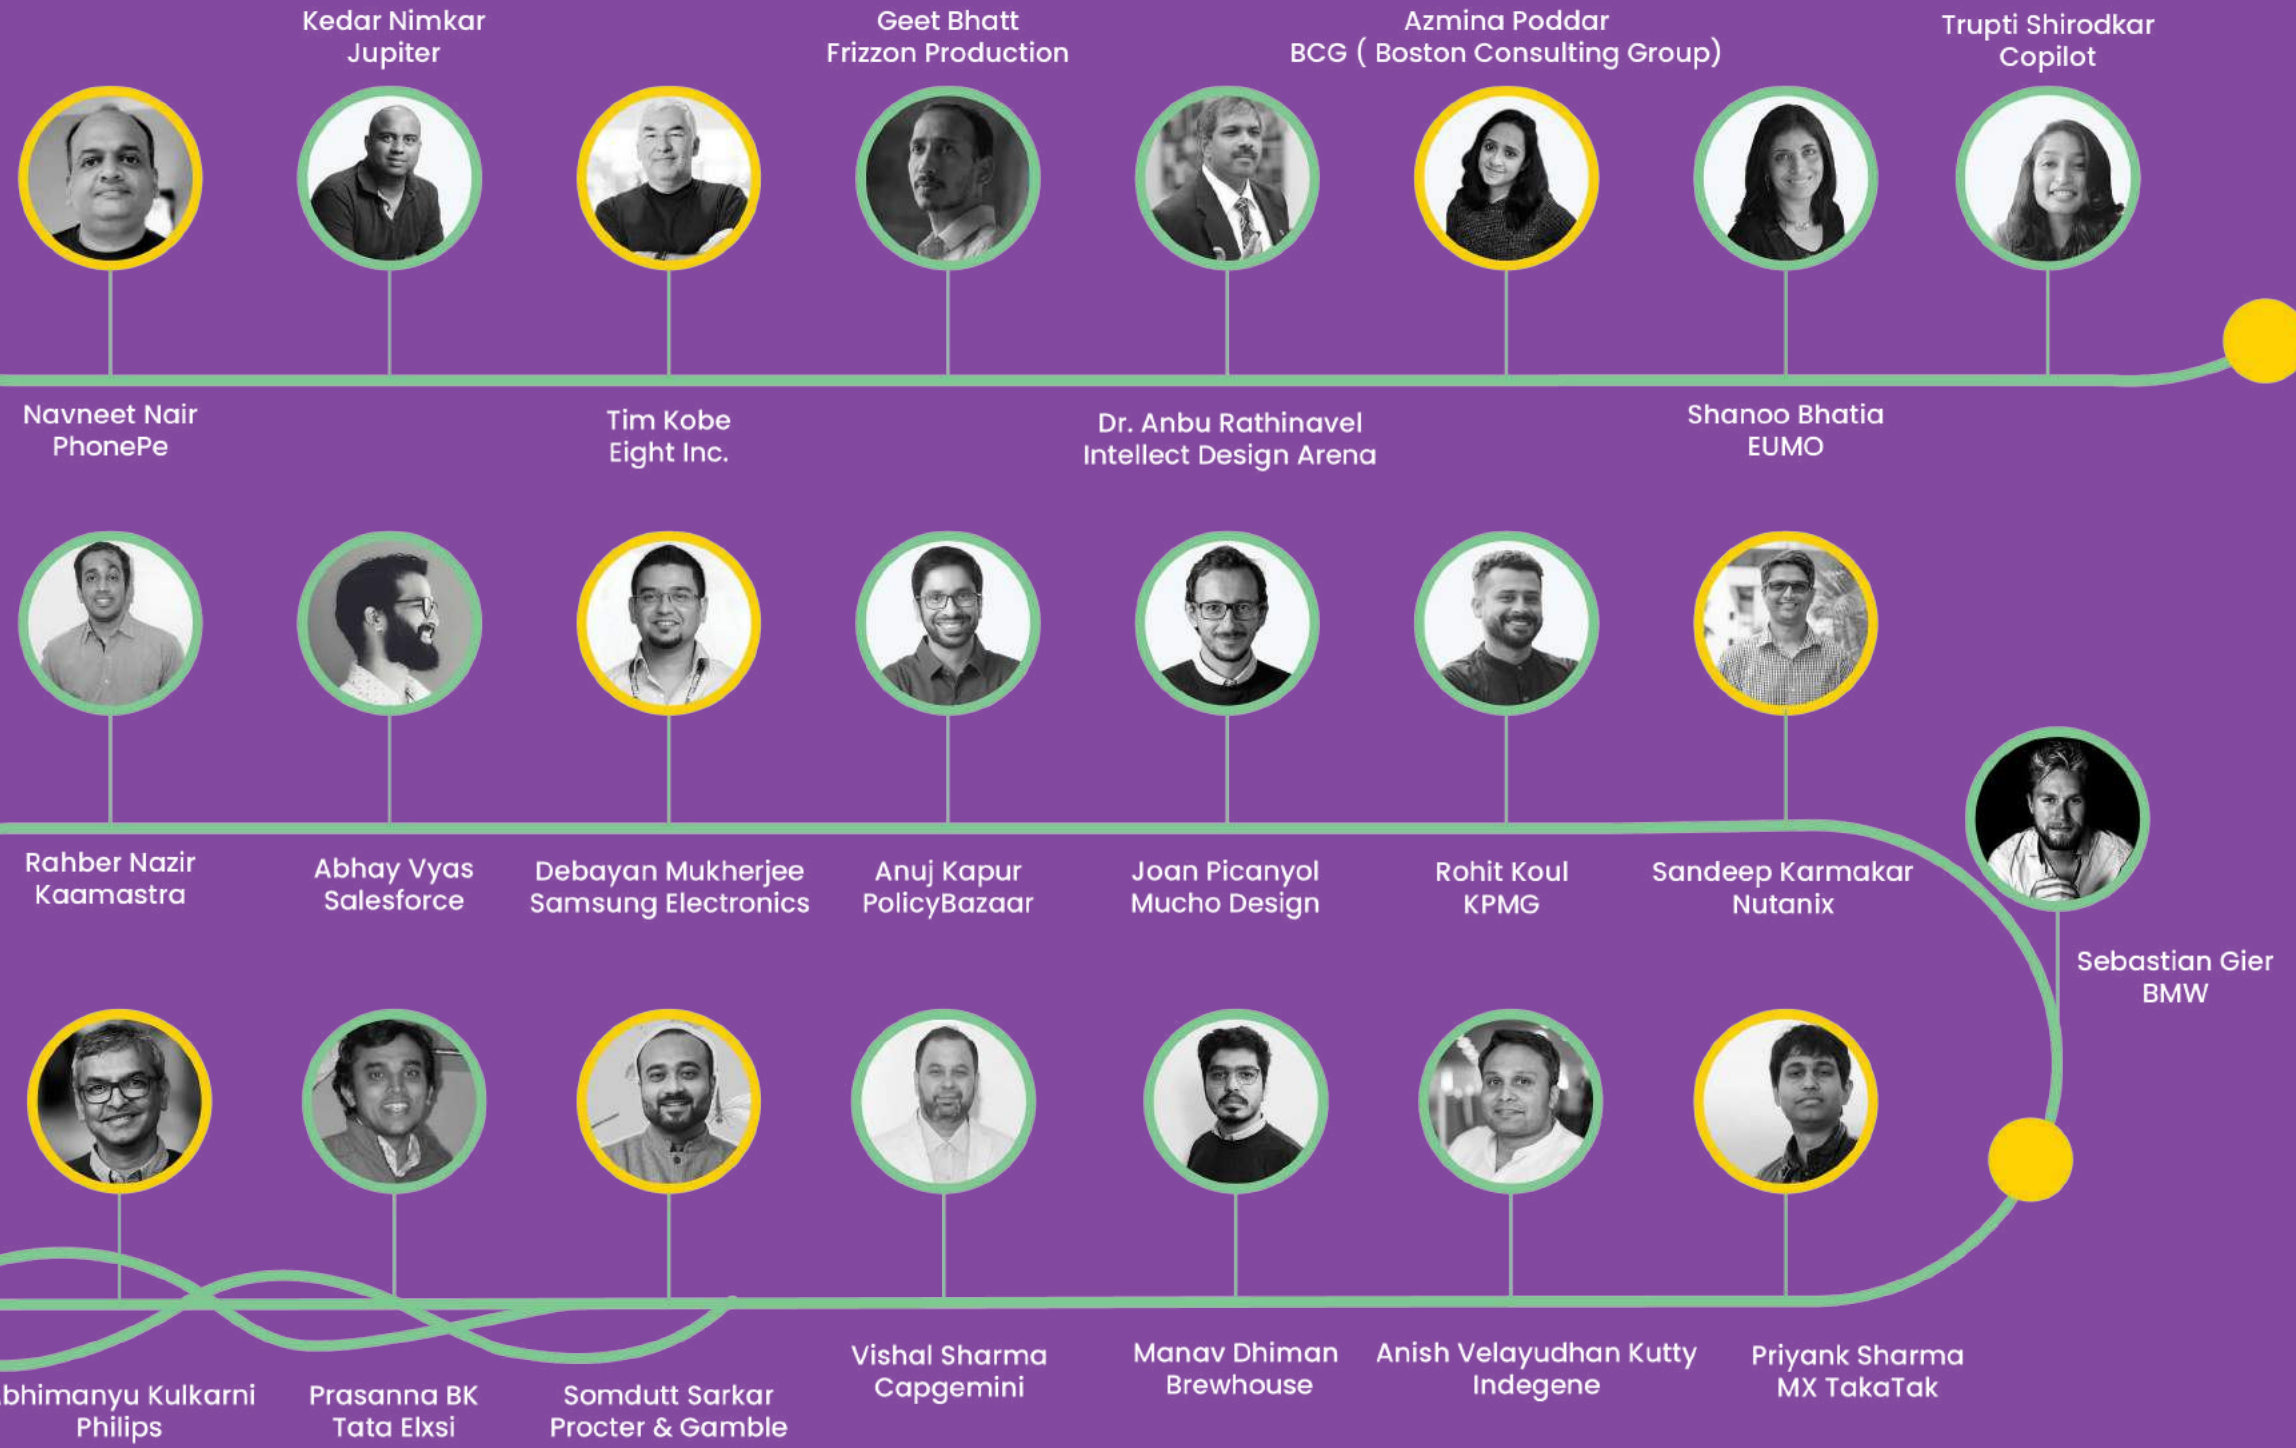 Kedar Nimkar
Jupiter
Geet Bhatt
Frizzon Production
Azmina Poddar
BCG ( Boston Consulting Group)
Trupti Shirodkar
Copilot
Navneet Nair
PhonePe
Tim Kobe
Eight Inc.
Dr. Anbu Rathinavel
Intellect Design Arena
Shanoo Bhatia
EUMO
Rahber Nazir
Kaamastra
Abhay Vyas
Salesforce
Debayan Mukherjee
Samsung Electronics
Anuj Kapur
PolicyBazaar
Joan Picanyol
Mucho Design
Rohit Koul
KPMG
Sandeep Karmakar
Nutanix
Sebastian Gier
BMW
bhimanyu Kulkarni
Philips
Prasanna BK
Tata Elxsi
Somdutt Sarkar
Procter & Gamble
Vishal Sharma
Capgemini
Manav Dhiman
Brewhouse
Anish Velayudhan Kutty
Indegene
Priyank Sharma
MX TakaTak